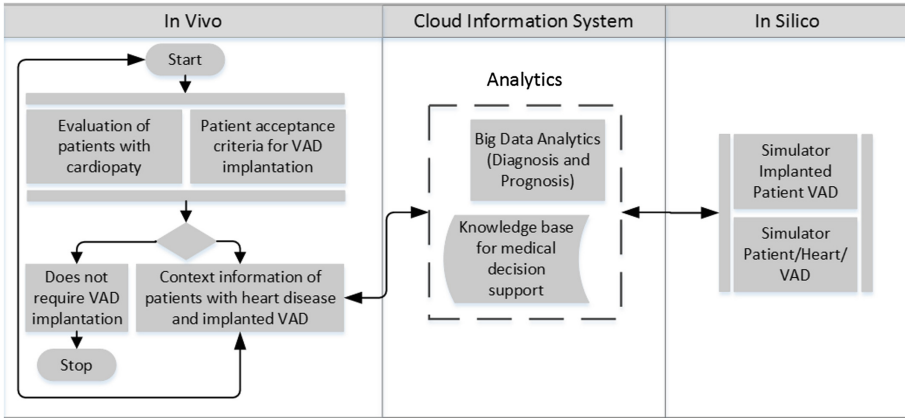 In Vivo
Cloud Information System
In Silico
Start
Evaluation of
patients with
cardiopaty
Patient acceptance
criteria for VAD
implantation
Does not
require VAD
implantation
Context information of
patients with heart disease
and implanted VAD
Stop
Analytics
Big Data Analytics
(Diagnosis and
Prognosis)
Knowledge base
for medical
decision
support
Simulator
Implanted
Patient VAD
Simulator
Patient/Heart/
VAD